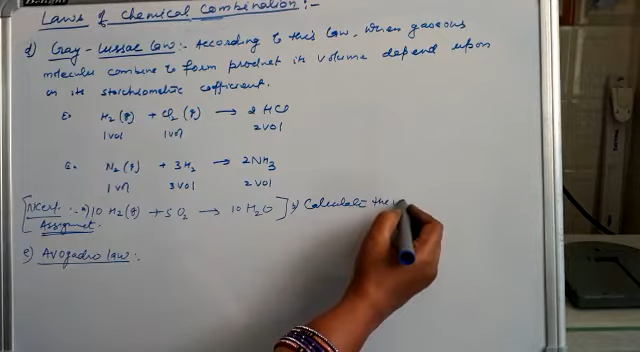 Laws of Chemical Combination:-
d) Gay-Lussac law:- According to this law, when gaseous
molecules combine to form product its volume depend upon
on its stoichiometric coefficient.
Ex. H2(g) + Cl2(g) → 2 HCl
1 vol 1 vol 2 vol
Ex. N2(g) + 3H2 → 2NH3
1 vol 3 vol 2 vol
[NCert:- a) 10 H2(g) + 5 O2 → 10 H2O ] Calculate the
Assignment.
e) Avogadro law:-